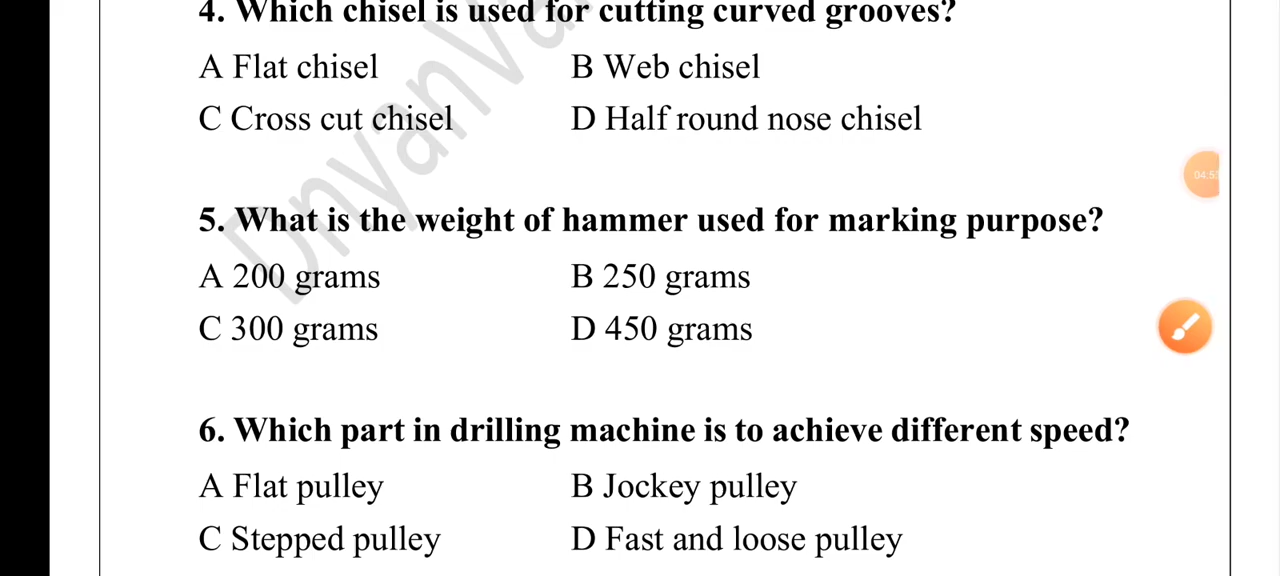 4. Which chisel is used for cutting curved grooves?
A Flat chisel B Web chisel
C Cross cut chisel D Half round nose chisel
04:5
5. What is the weight of hammer used for marking purpose?
A 200 grams B 250 grams
C 300 grams D 450 grams
6. Which part in drilling machine is to achieve different speed?
A Flat pulley B Jockey pulley
C Stepped pulley D Fast and loose pulley
DnyanVa